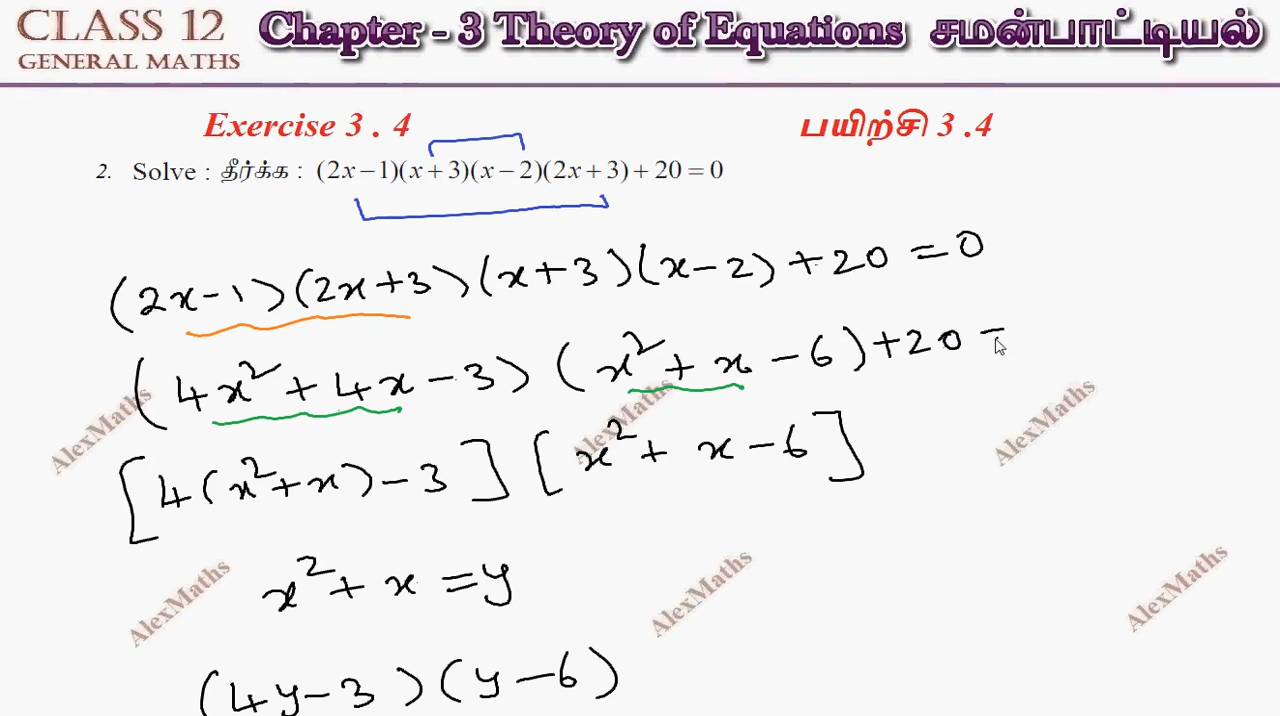 CLASS 12 Chapter - 3 Theory of Equations சமன்பாட்டியல்
GENERAL MATHS
Exercise 3 . 4 பயிற்சி 3 .4
2. Solve : தீர்க்க : (2x−1)(x+3)(x−2)(2x+3)+20=0
(2x−1)(2x+3)(x+3)(x−2)+20=0
(4x²+4x−3)(x²+x−6)+20 =
[4(x²+x)−3][x²+x−6]
x²+x=y
(4y−3)(y−6)
AlexMaths
AlexMaths
AlexMaths
AlexMaths
AlexMaths
AlexMaths